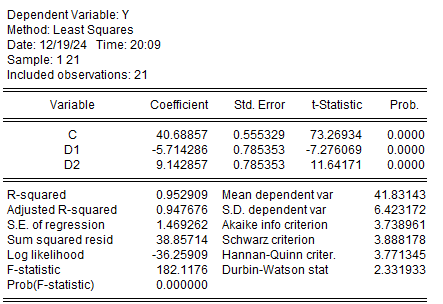 Dependent Variable: Y
Method: Least Squares
Date: 12/19/24 Time: 20:09
Sample: 1 21
Included observations: 21
Variable Coefficient Std. Error t-Statistic Prob.
C 40.68857 0.555329 73.26934 0.0000
D1 -5.714286 0.785353 -7.276069 0.0000
D2 9.142857 0.785353 11.64171 0.0000
R-squared 0.952909 Mean dependent var 41.83143
Adjusted R-squared 0.947676 S.D. dependent var 6.423172
S.E. of regression 1.469262 Akaike info criterion 3.738961
Sum squared resid 38.85714 Schwarz criterion 3.888178
Log likelihood -36.25909 Hannan-Quinn criter. 3.771345
F-statistic 182.1176 Durbin-Watson stat 2.331933
Prob(F-statistic) 0.000000